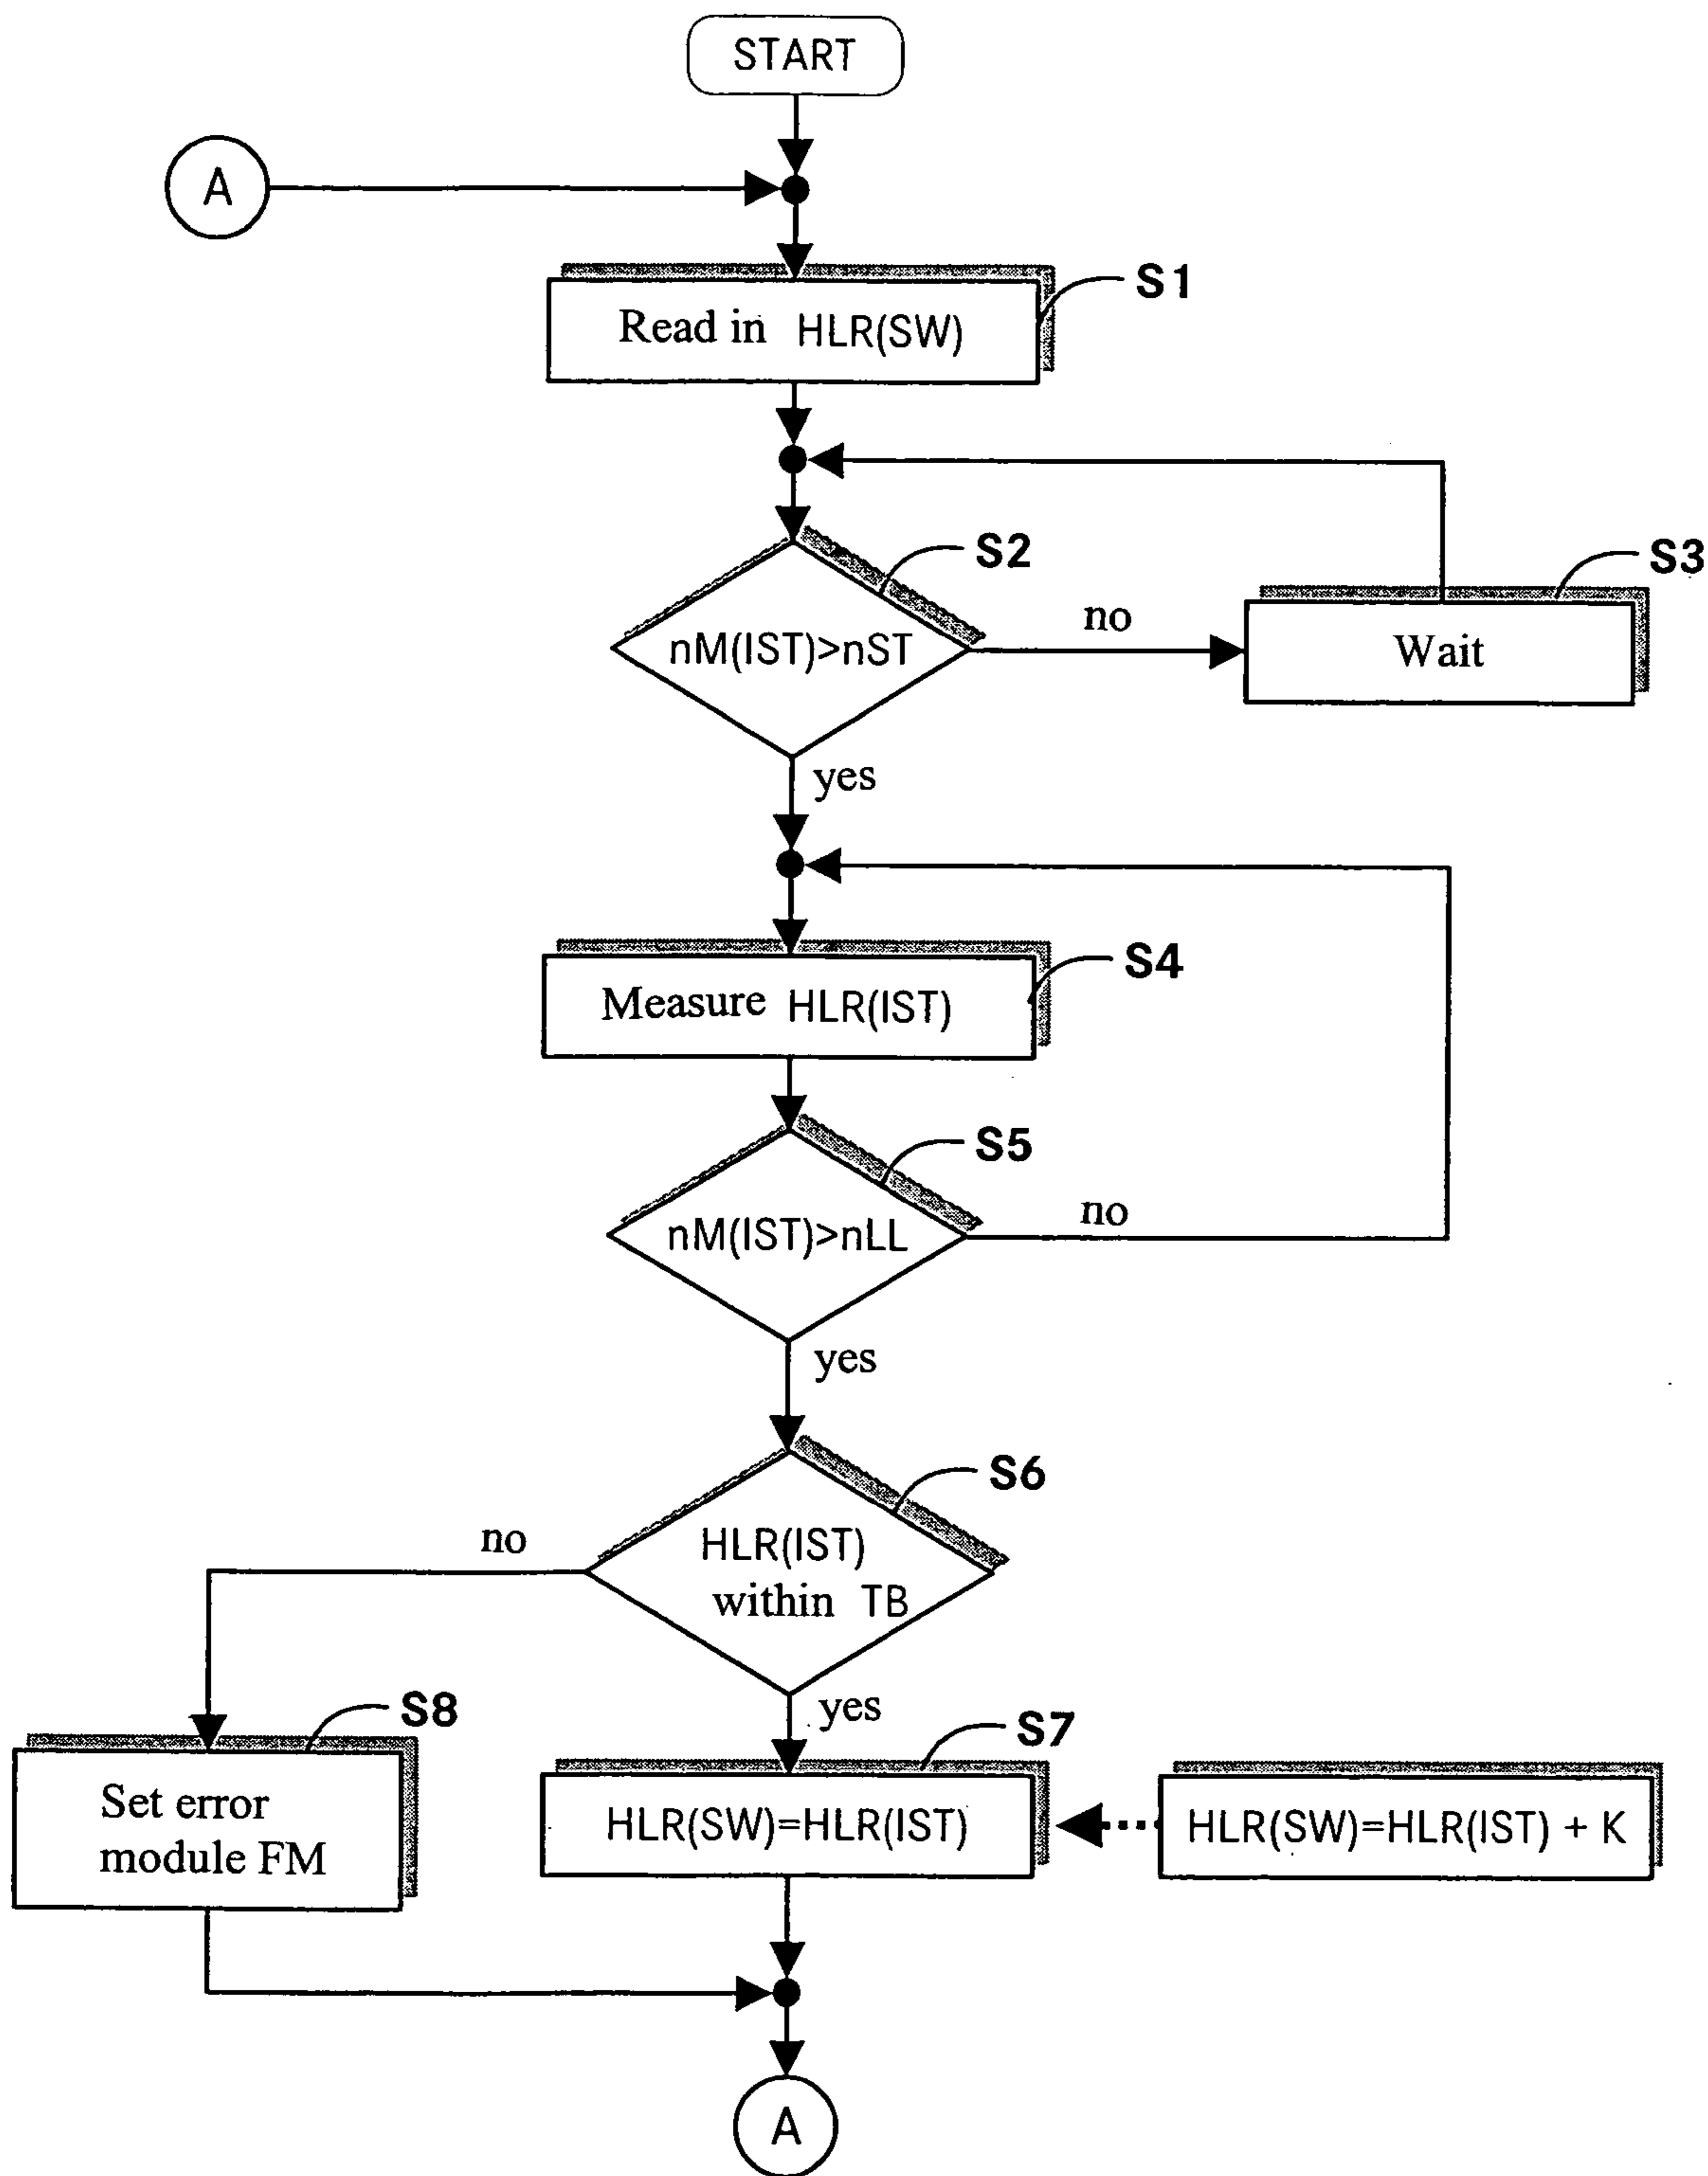 START
A
S1
Read in HLR(SW)
S2
S3
nM(IST)>nST
no
Wait
yes
S4
Measure HLR(IST)
S5
nM(IST)>nLL
no
yes
S6
no
HLR(IST)
within TB
yes
S8
S7
Set error
module FM
HLR(SW)=HLR(IST)
HLR(SW)=HLR(IST) + K
A